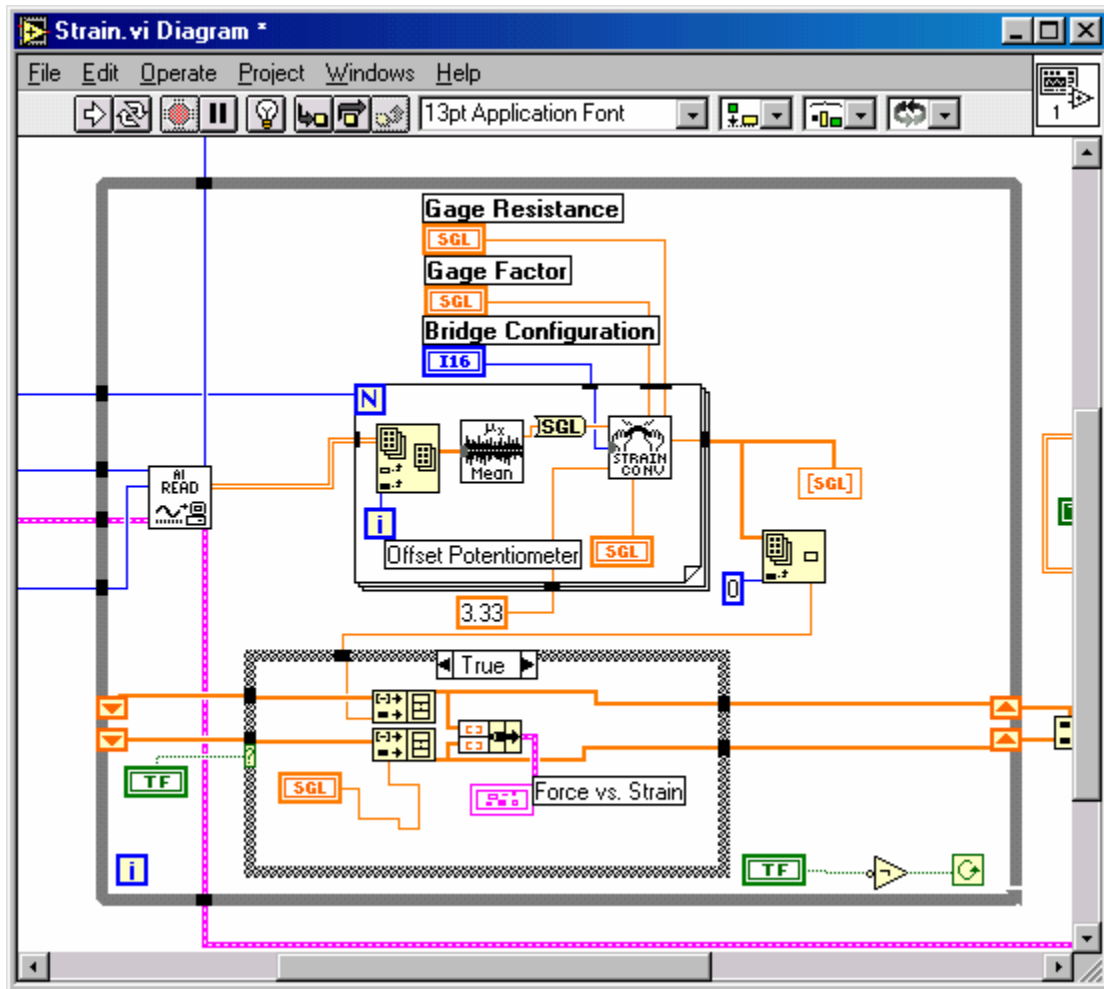 Strain.vi Diagram *
File Edit Operate Project Windows Help
13pt Application Font
1
Gage Resistance
SGL
Gage Factor
SGL
Bridge Configuration
I16
N
μx
Mean
SGL
STRAIN
CONV
[SGL]
AI
READ
i
Offset Potentiometer
SGL
0
3.33
True
?
TF
SGL
Force vs. Strain
i
TF